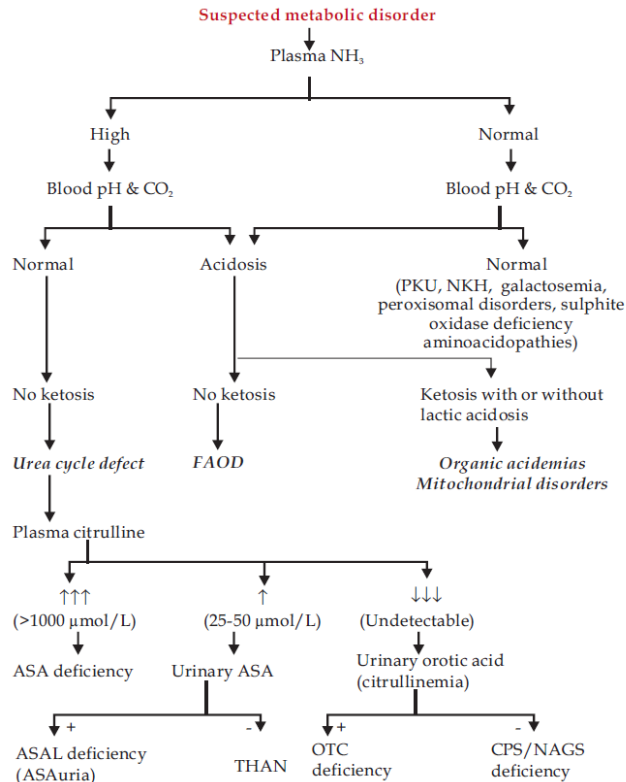 Suspected metabolic disorder
Plasma NH₃
High
Normal
Blood pH & CO₂
Blood pH & CO₂
Normal
Acidosis
Normal
(PKU, NKH, galactosemia,
peroxisomal disorders, sulphite
oxidase deficiency
aminoacidopathies)
No ketosis
No ketosis
Ketosis with or without
lactic acidosis
Urea cycle defect
FAOD
Organic acidemias
Mitochondrial disorders
Plasma citrulline
↑↑↑
(>1000 µmol/L)
↑
(25-50 µmol/L)
↓↓↓
(Undetectable)
ASA deficiency
Urinary ASA
Urinary orotic acid
(citrullinemia)
+
-
+
-
ASAL deficiency
(ASAuria)
THAN
OTC
deficiency
CPS/NAGS
deficiency